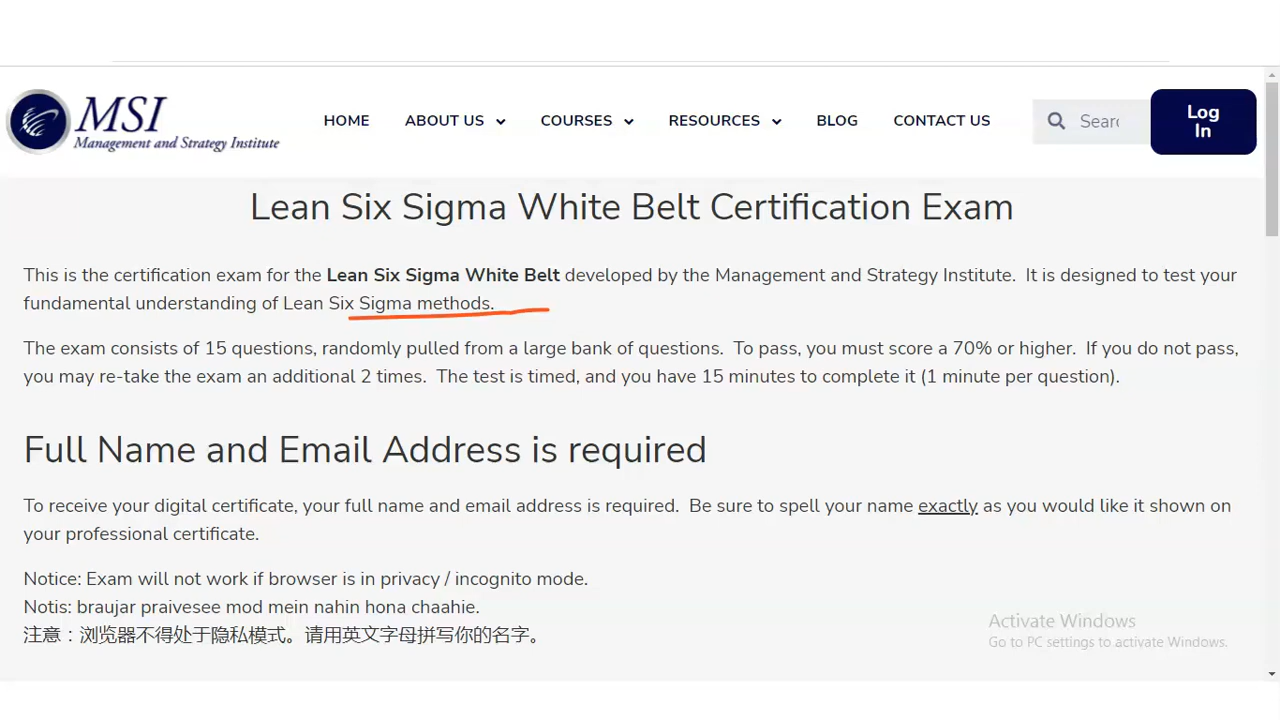 MSI
Management and Strategy Institute
HOME ABOUT US COURSES RESOURCES BLOG CONTACT US
Log
In
Lean Six Sigma White Belt Certification Exam
This is the certification exam for the Lean Six Sigma White Belt developed by the Management and Strategy Institute. It is designed to test your
fundamental understanding of Lean Six Sigma methods.
The exam consists of 15 questions, randomly pulled from a large bank of questions. To pass, you must score a 70% or higher. If you do not pass,
you may re-take the exam an additional 2 times. The test is timed, and you have 15 minutes to complete it (1 minute per question).
Full Name and Email Address is required
To receive your digital certificate, your full name and email address is required. Be sure to spell your name exactly as you would like it shown on
your professional certificate.
Notice: Exam will not work if browser is in privacy / incognito mode.
Notis: braujar praivesee mod mein nahin hona chaahie.
注意：浏览器不得处于隐私模式。请用英文字母拼写你的名字。
Activate Windows
Go to PC settings to activate Windows.